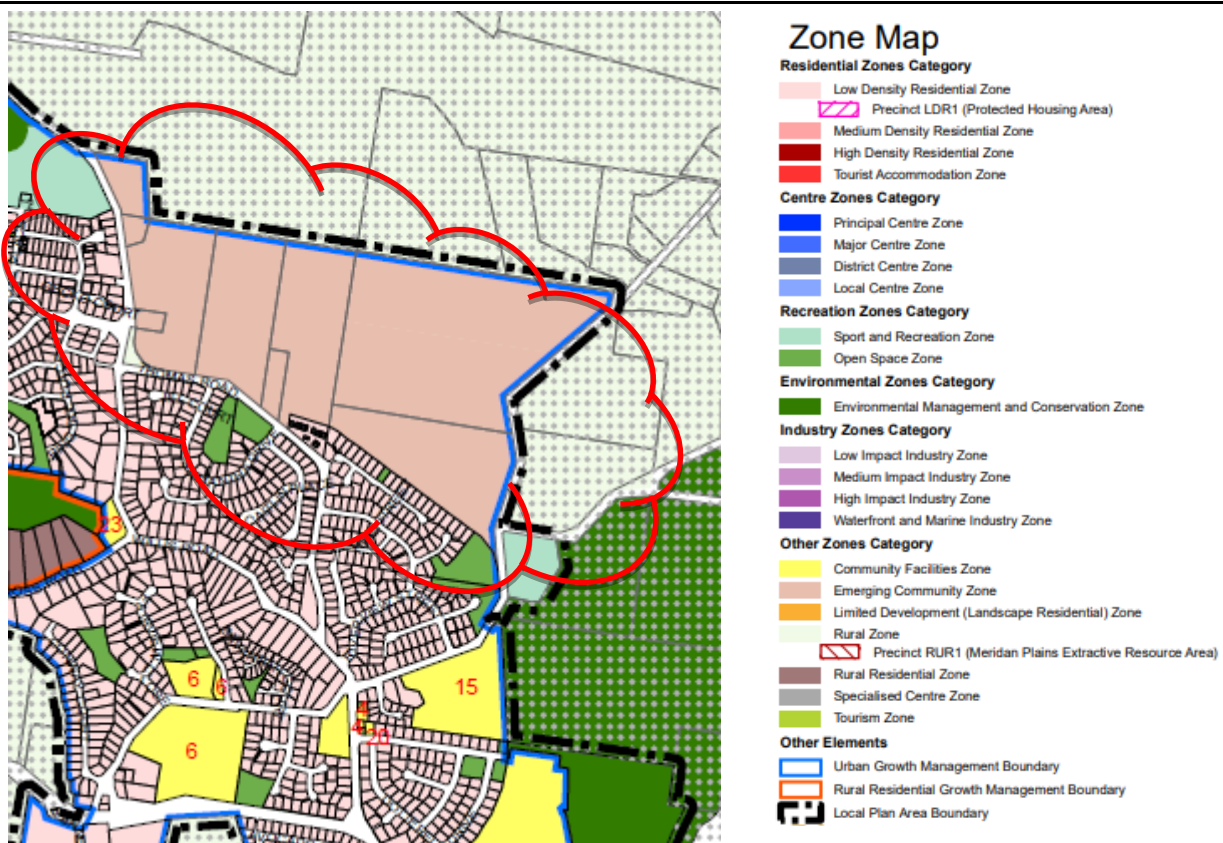 Zone Map
Residential Zones Category
Low Density Residential Zone
Precinct LDR1 (Protected Housing Area)
Medium Density Residential Zone
High Density Residential Zone
Tourist Accommodation Zone
Centre Zones Category
Principal Centre Zone
Major Centre Zone
District Centre Zone
Local Centre Zone
Recreation Zones Category
Sport and Recreation Zone
Open Space Zone
Environmental Zones Category
Environmental Management and Conservation Zone
Industry Zones Category
Low Impact Industry Zone
Medium Impact Industry Zone
High Impact Industry Zone
Waterfront and Marine Industry Zone
Other Zones Category
Community Facilities Zone
Emerging Community Zone
Limited Development (Landscape Residential) Zone
Rural Zone
Precinct RUR1 (Meridan Plains Extractive Resource Area)
Rural Residential Zone
Specialised Centre Zone
Tourism Zone
Other Elements
Urban Growth Management Boundary
Rural Residential Growth Management Boundary
Local Plan Area Boundary
23
6
6
15
6
4
4
20